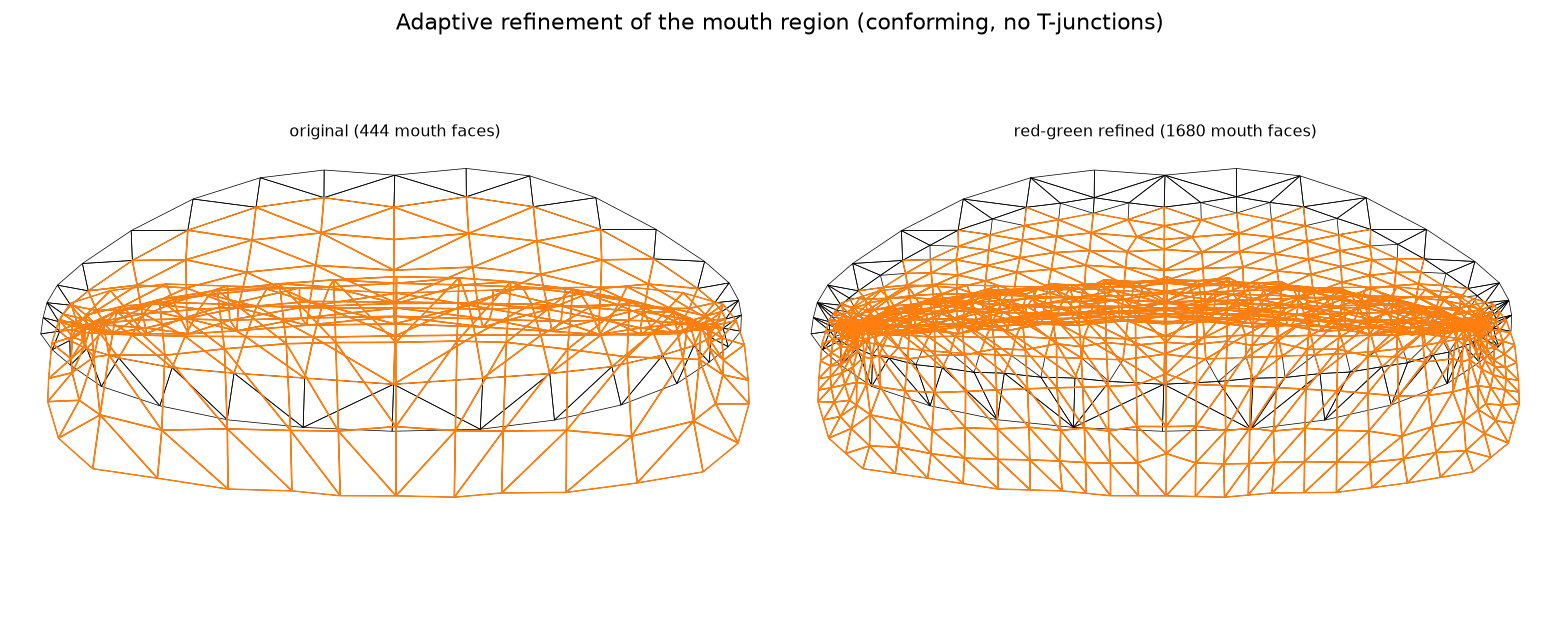 Adaptive refinement of the mouth region (conforming, no T-junctions)
original (444 mouth faces)
red-green refined (1680 mouth faces)